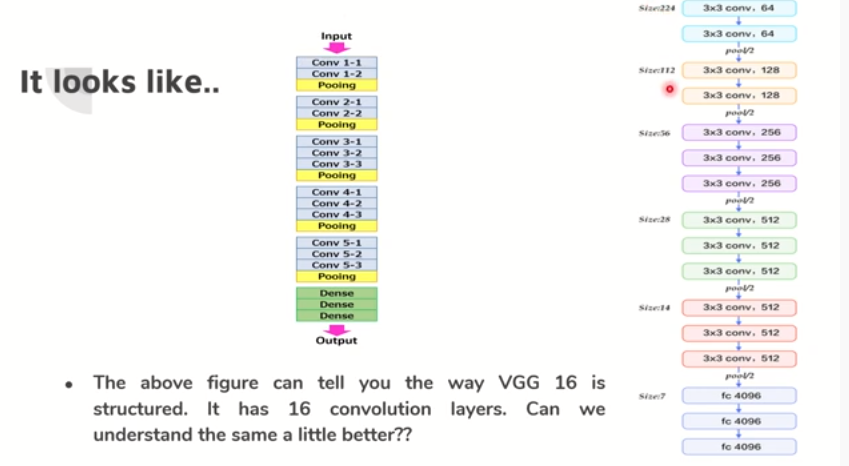 It looks like..
Input
Conv 1-1
Conv 1-2
Pooing
Conv 2-1
Conv 2-2
Pooing
Conv 3-1
Conv 3-2
Conv 3-3
Pooing
Conv 4-1
Conv 4-2
Conv 4-3
Pooing
Conv 5-1
Conv 5-2
Conv 5-3
Pooing
Dense
Dense
Dense
Output
• The above figure can tell you the way VGG 16 is
structured. It has 16 convolution layers. Can we
understand the same a little better??
Size:224
3x3 conv, 64
3x3 conv, 64
pool/2
Size:112
3x3 conv, 128
3x3 conv, 128
pool/2
Size:56
3x3 conv, 256
3x3 conv, 256
3x3 conv, 256
pool/2
Size:28
3x3 conv, 512
3x3 conv, 512
3x3 conv, 512
pool/2
Size:14
3x3 conv, 512
3x3 conv, 512
3x3 conv, 512
pool/2
Size:7
fc 4096
fc 4096
fc 4096